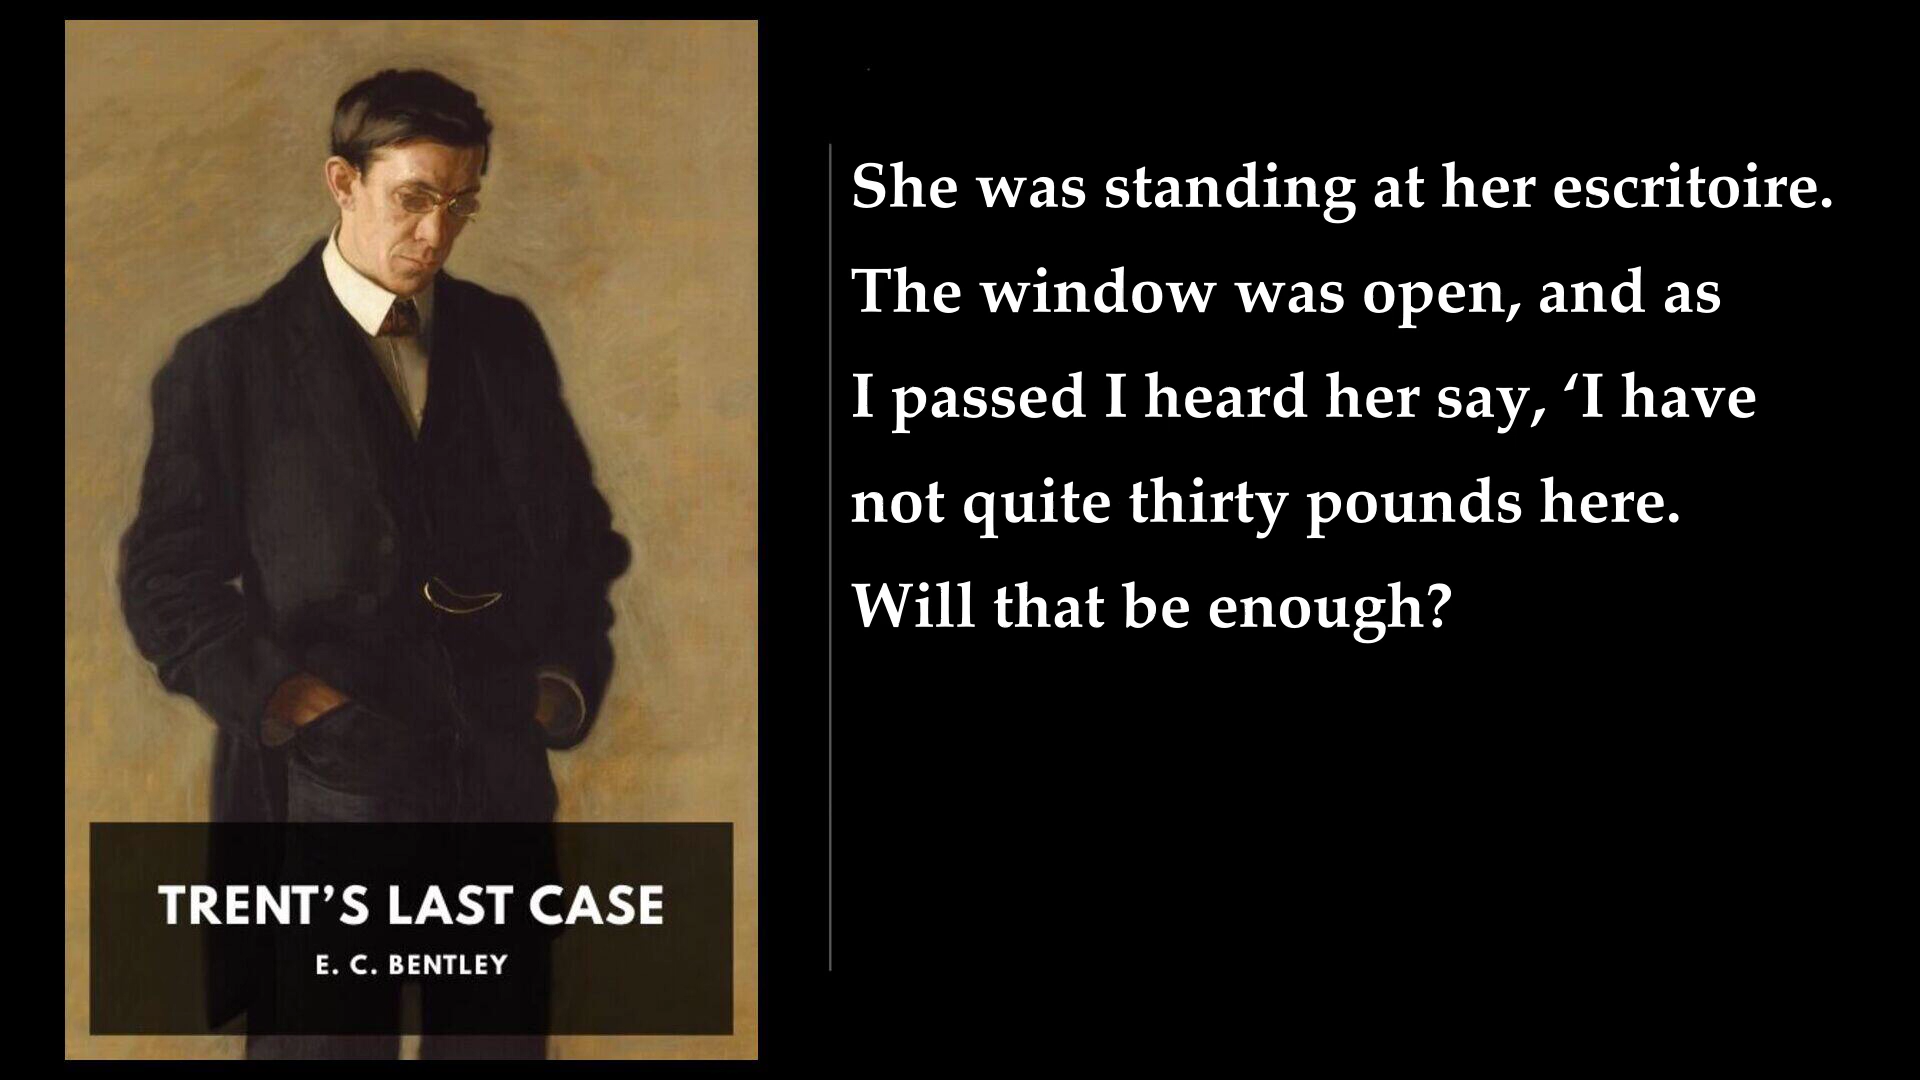 She was standing at her escritoire.
The window was open, and as
I passed I heard her say, ‘I have
not quite thirty pounds here.
Will that be enough?
TRENT’S LAST CASE
E. C. BENTLEY